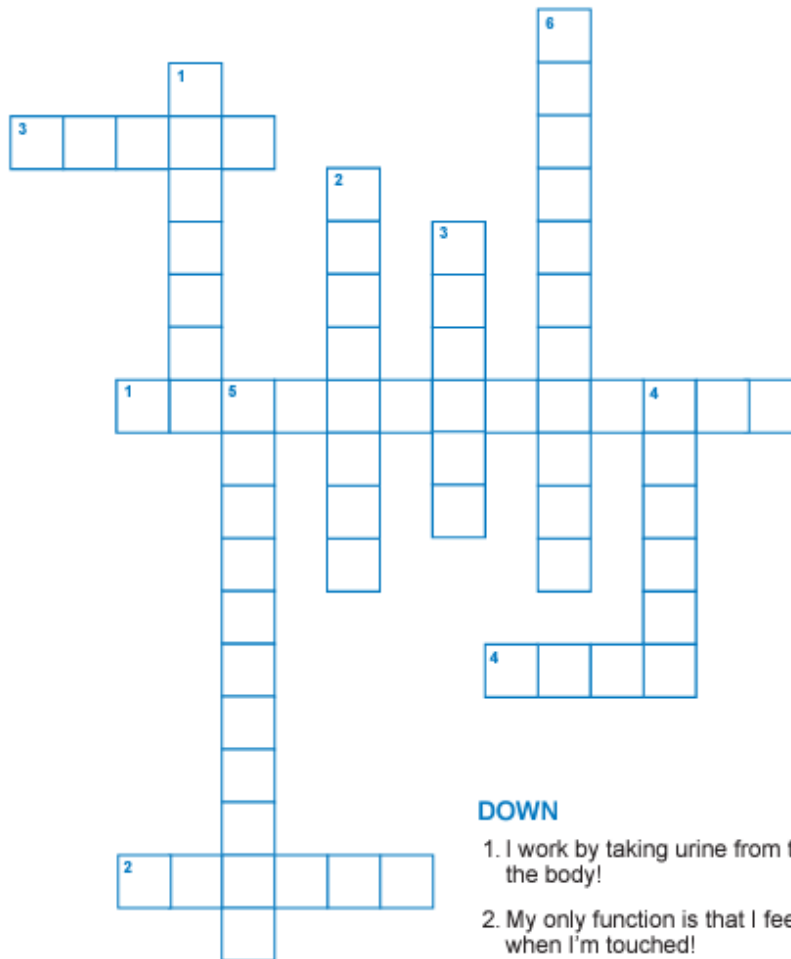 6
1
3
2
3
1 5 4
4
2
DOWN
1. I work by taking urine from
the body!
2. My only function is that I
when I'm touched!